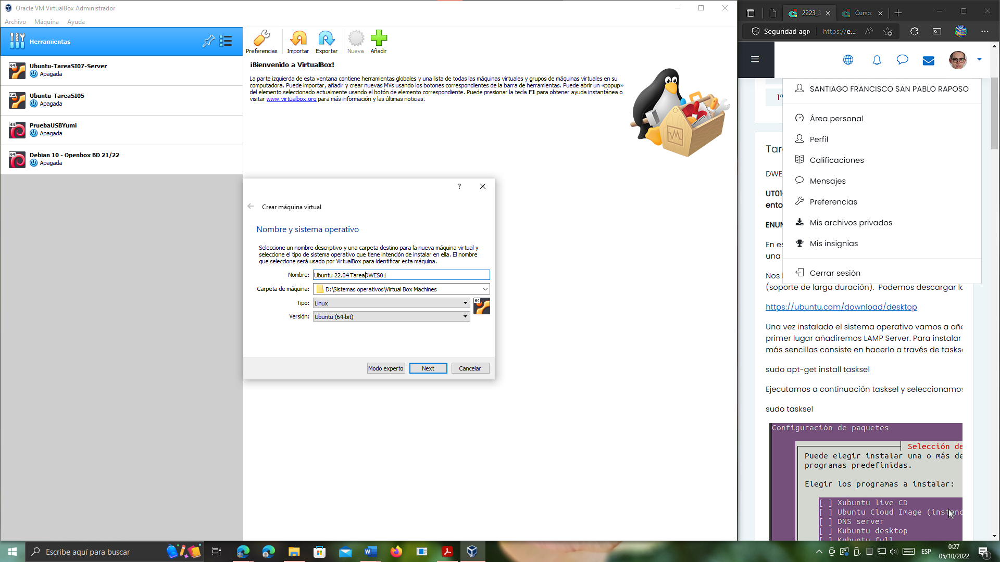 Oracle VM VirtualBox Administrador
Archivo Máquina Ayuda
Herramientas
64 Ubuntu-TareaSI07-Server
Apagada
64 Ubuntu-TareaSI05
Apagada
64 PruebaUSBYumi
Apagada
64 Debian 10 - Openbox BD 21/22
Apagada
Preferencias Importar Exportar Nueva Añadir
¡Bienvenido a VirtualBox!
La parte izquierda de esta ventana contiene herramientas globales y una lista de todas las máquinas virtuales y grupos de máquinas virtuales en su
computadora. Puede importar, añadir y crear nuevas MVs usando los botones correspondientes de la barra de herramientas. Puede abrir un «popup»
del elemento seleccionado actualmente usando el botón de elemento correspondiente. Puede presionar la tecla F1 para obtener ayuda instantánea o
visitar www.virtualbox.org para más información y las últimas noticias.
?
Crear máquina virtual
Nombre y sistema operativo
Seleccione un nombre descriptivo y una carpeta destino para la nueva máquina virtual y
seleccione el tipo de sistema operativo que tiene intención de instalar en ella. El nombre
que seleccione será usado por VirtualBox para identificar esta máquina.
Nombre: Ubuntu 22.04 TareaDWES01
Carpeta de máquina: D:\Sistemas operativos\Virtual Box Machines
Tipo: Linux
64
Versión: Ubuntu (64-bit)
Modo experto Next Cancelar
2223_3 Curso:
Seguridad agr https://e...
SANTIAGO FRANCISCO SAN PABLO RAPOSO
1ª
Área personal
Perfil
Calificaciones
Mensajes
Preferencias
Mis archivos privados
Mis insignias
Cerrar sesión
Tar
DWE
UT01
ento
ENUN
En es
una
Nos l
(soporte de larga duración). Podemos descargar lo
https://ubuntu.com/download/desktop
Una vez instalado el sistema operativo vamos a aña
primer lugar añadiremos LAMP Server. Para instalar
más sencillas consiste en hacerlo a través de taskse
sudo apt-get install tasksel
Ejecutamos a continuación tasksel y seleccionamos
sudo tasksel
Configuración de paquetes
Selección de
Puede elegir instalar una o más de
programas predefinidas.
Elegir los programas a instalar:
[ ] Xubuntu live CD
[ ] Ubuntu Cloud Image (instanc
[ ] DNS server
[ ] Kubuntu desktop
[ ] Kubuntu full
Escribe aquí para buscar
ESP
0:27
05/10/2022
1